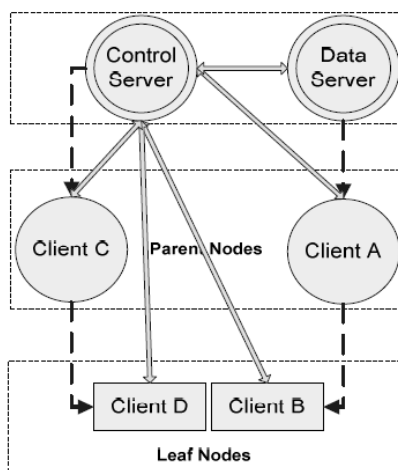 Control
Server
Data
Server
Client C
Parent Nodes
Client A
Client D
Client B
Leaf Nodes